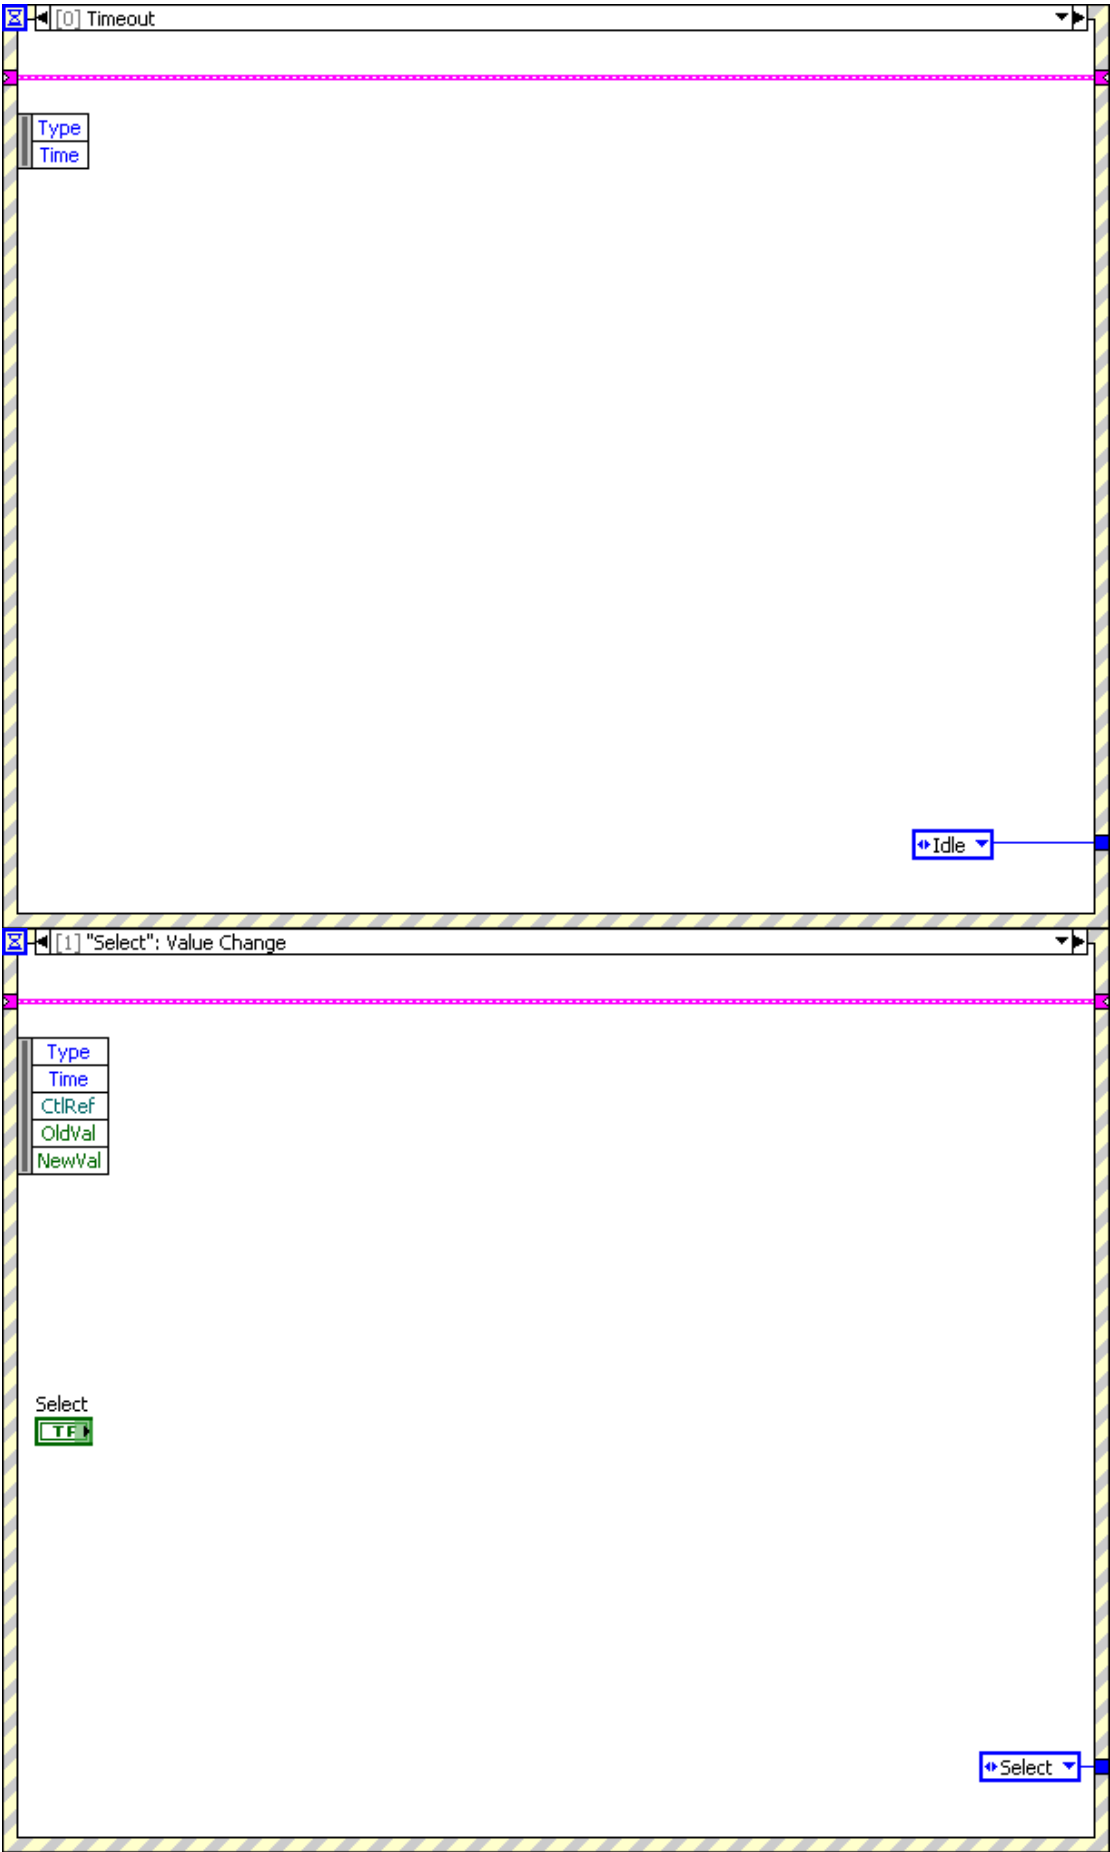 [0] Timeout
Type
Time
Idle
[1] "Select": Value Change
Type
Time
CtlRef
OldVal
NewVal
Select
TF
Select